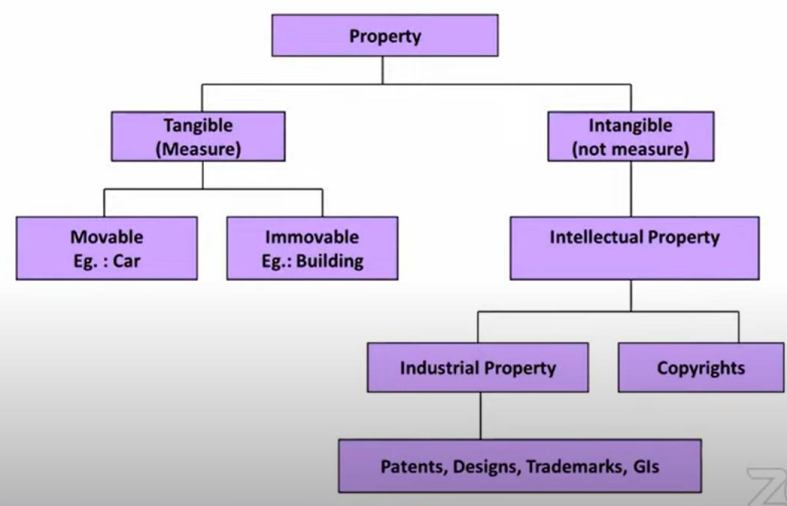 Property
Tangible
(Measure)
Intangible
(not measure)
Movable
Eg. : Car
Immovable
Eg.: Building
Intellectual Property
Industrial Property
Copyrights
Patents, Designs, Trademarks, GIs